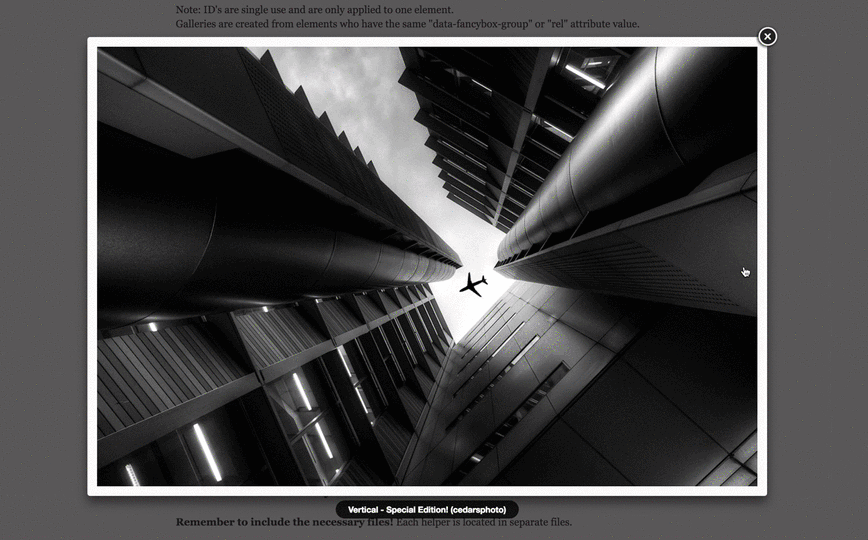 Note: ID's are single use and are only applied to one element.
Galleries are created from elements who have the same "data-fancybox-group" or "rel" attribute value.
Vertical - Special Edition! (cedarsphoto)
Remember to include the necessary files! Each helper is located in separate files.